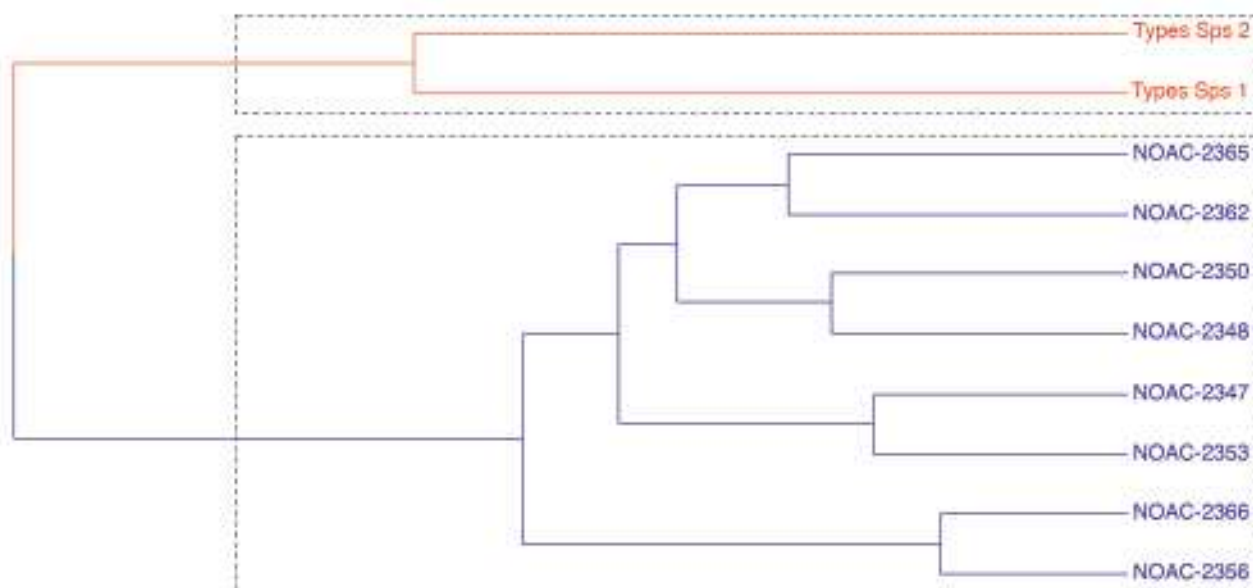 Types Sps 2
Types Sps 1
NOAC-2365
NOAC-2362
NOAC-2350
NOAC-2348
NOAC-2347
NOAC-2353
NOAC-2366
NOAC-2356